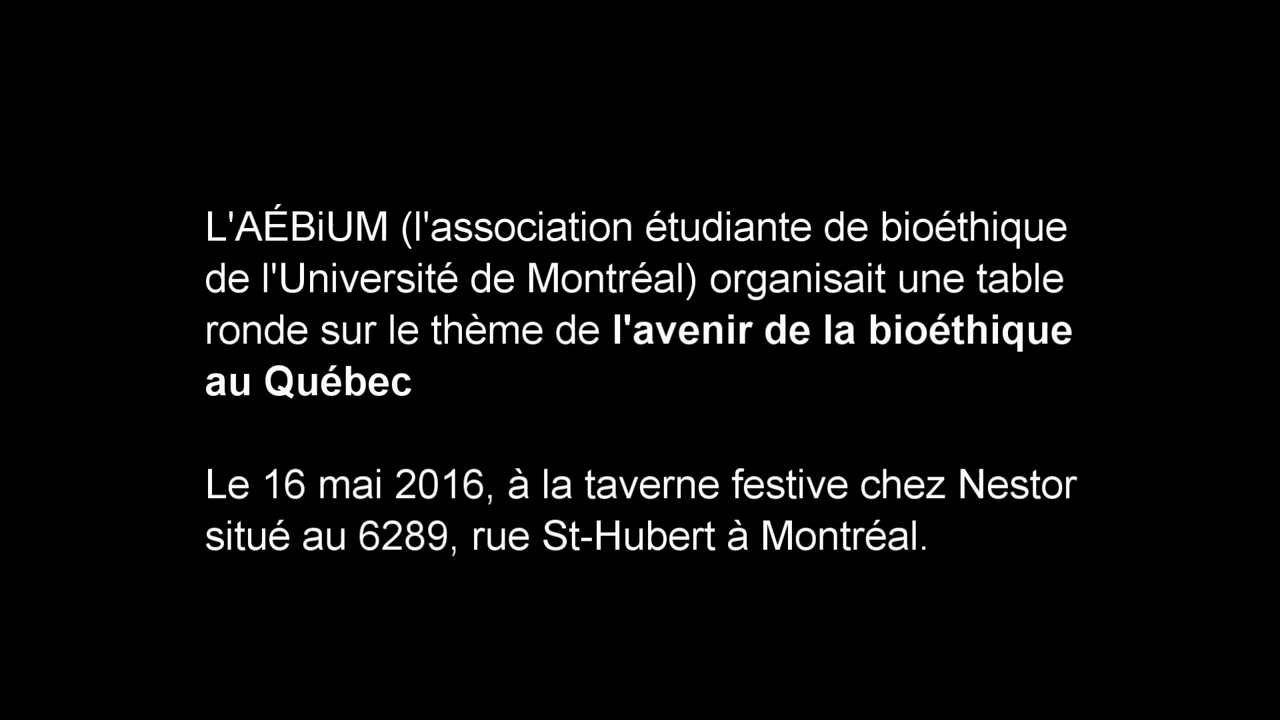 L'AÉBiUM (l'association étudiante de bioéthique
de l'Université de Montréal) organisait une table
ronde sur le thème de l'avenir de la bioéthique
au Québec
Le 16 mai 2016, à la taverne festive chez Nestor
situé au 6289, rue St-Hubert à Montréal.